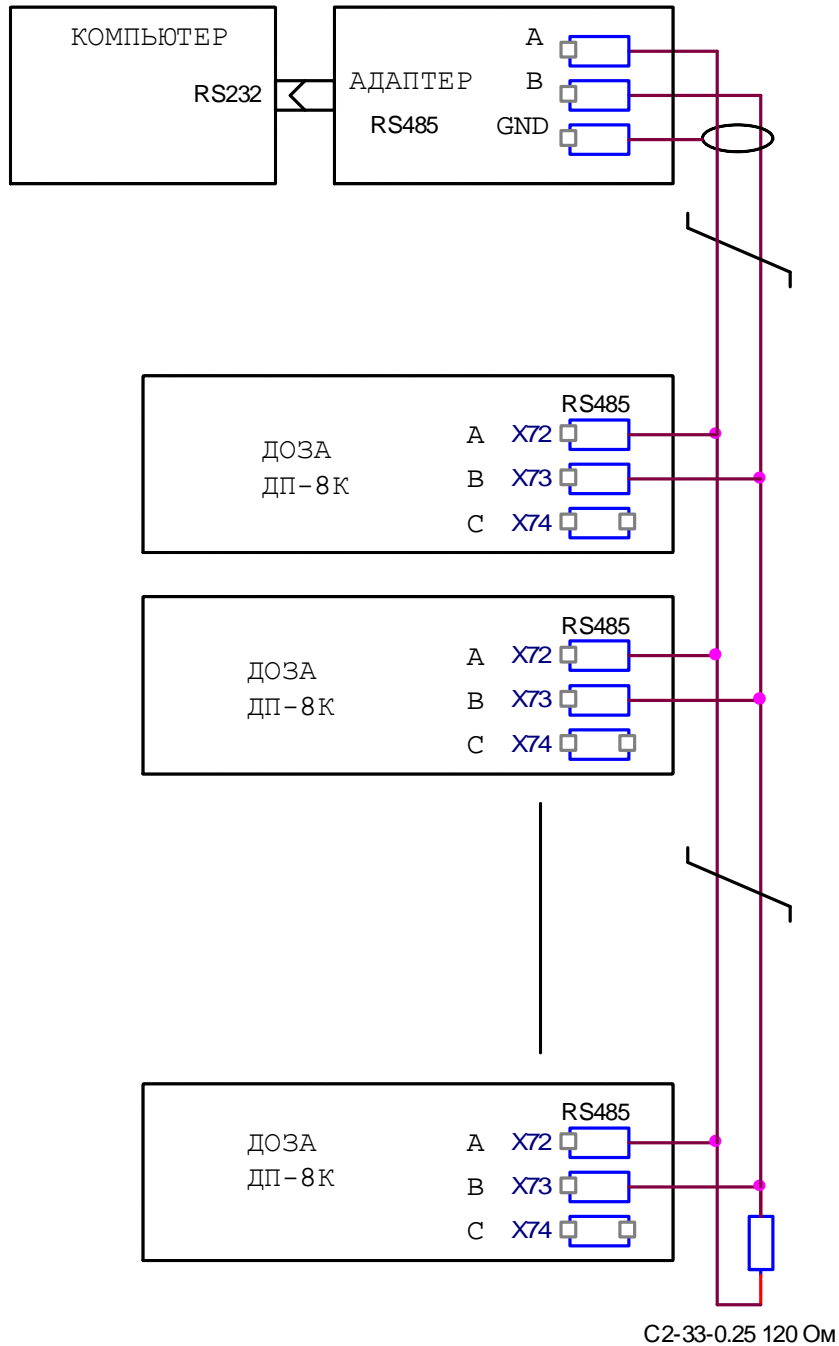 КОМПЬЮТЕР
RS232
АДАПТЕР
RS485
A
B
GND
RS485
ДОЗА
ДП-8К
A X72
B X73
C X74
RS485
ДОЗА
ДП-8К
A X72
B X73
C X74
RS485
ДОЗА
ДП-8К
A X72
B X73
C X74
С2-33-0.25 120 Ом